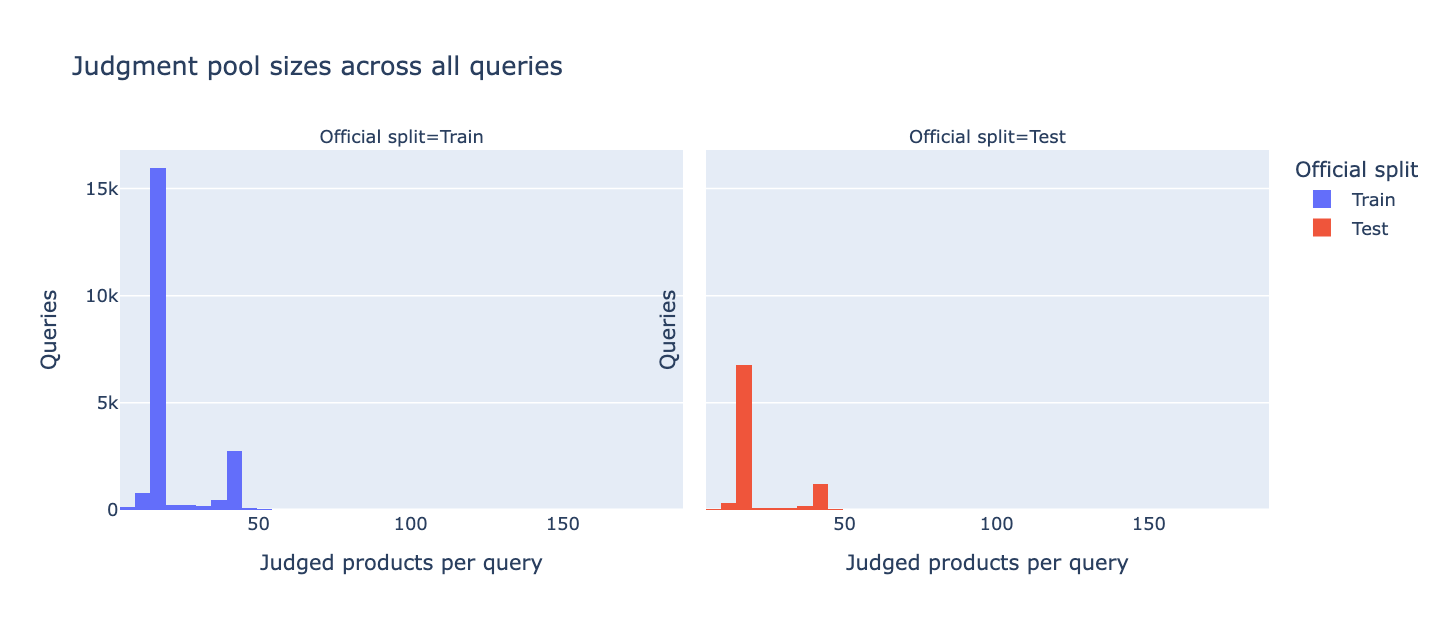 Judgment pool sizes across all queries
Official split=Train
Official split=Test
Official split
Train
Test
Queries
15k
10k
5k
0
50
100
150
Judged products per query
Queries
50
100
150
Judged products per query